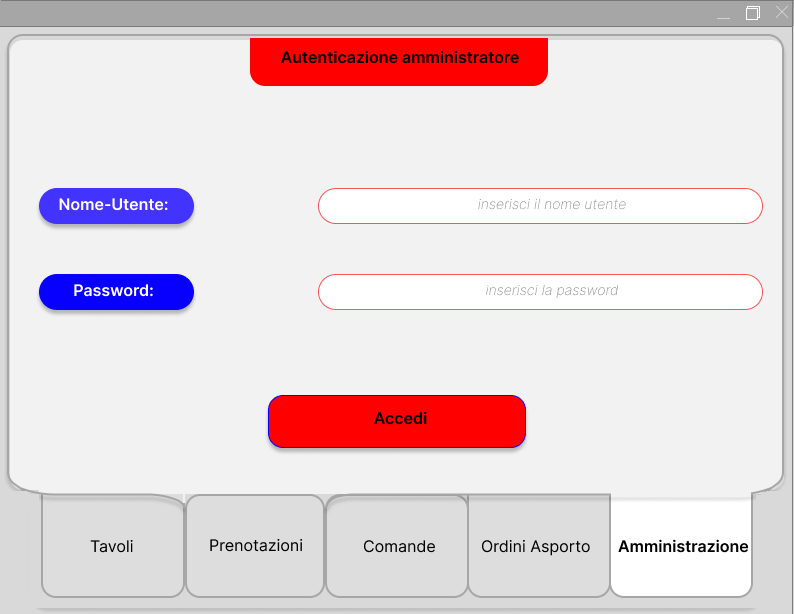 Autenticazione amministratore
Nome-Utente:
inserisci il nome utente
Password:
inserisci la password
Accedi
Tavoli
Prenotazioni
Comande
Ordini Asporto
Amministrazione